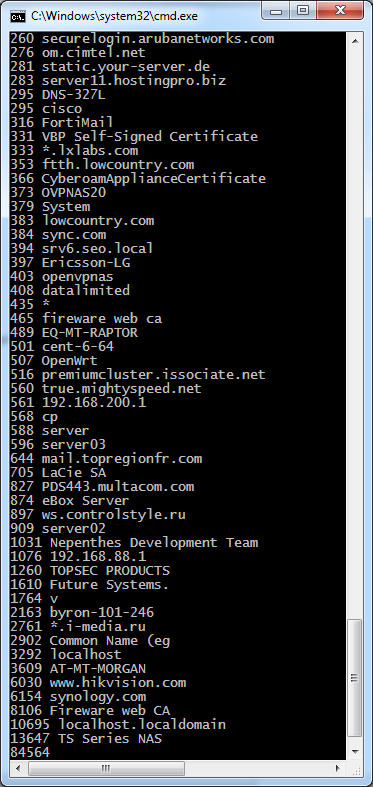 C:\Windows\system32\cmd.exe
260 securelogin.arubanetworks.com
276 om.cimtel.net
281 static.your-server.de
283 server11.hostingpro.biz
295 DNS-327L
295 cisco
316 FortiMail
331 VBP Self-Signed Certificate
333 *.lxlabs.com
353 ftth.lowcountry.com
366 CyberoamApplianceCertificate
373 OVPNAS20
379 System
383 lowcountry.com
384 sync.com
394 srv6.seo.local
397 Ericsson-LG
403 openvpnas
408 datalimited
435 *
465 fireware web ca
489 EQ-MT-RAPTOR
501 cent-6-64
507 OpenWrt
516 premiumcluster.issociate.net
560 true.mightyspeed.net
561 192.168.200.1
568 cp
588 server
596 server03
644 mail.topregionfr.com
705 LaCie SA
827 PDS443.multacom.com
874 eBox Server
897 ws.controlstyle.ru
909 server02
1031 Nepenthes Development Team
1076 192.168.88.1
1260 TOPSEC PRODUCTS
1610 Future Systems.
1764 v
2163 byron-101-246
2761 *.i-media.ru
2902 Common Name (eg
3292 localhost
3609 AT-MT-MORGAN
6030 www.hikvision.com
6154 synology.com
8106 Fireware web CA
10695 localhost.localdomain
13647 TS Series NAS
84564